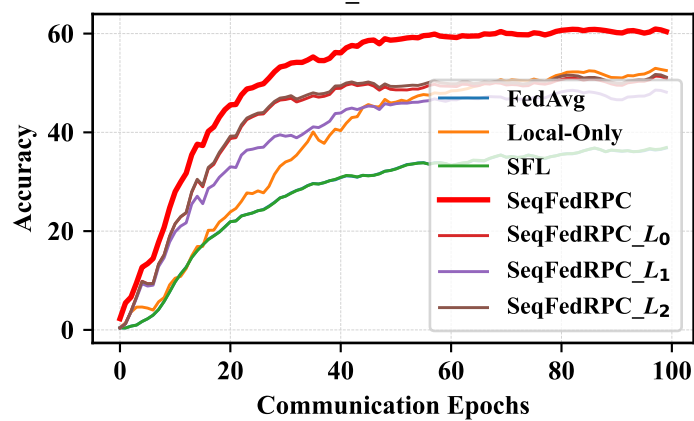 60
40
20
0
Accuracy
0
20
40
60
80
100
Communication Epochs
FedAvg
Local-Only
SFL
SeqFedRPC
SeqFedRPC_L₀
SeqFedRPC_L₁
SeqFedRPC_L₂